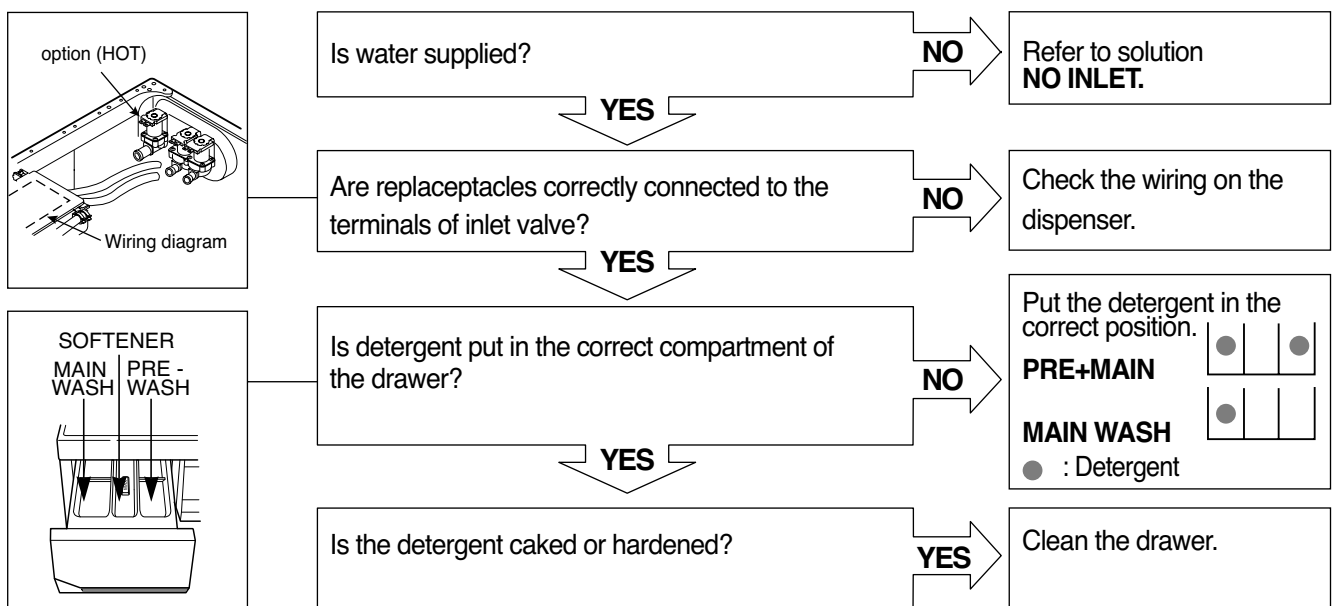 option (HOT)
Wiring diagram
Is water supplied?
NO
Refer to solution
NO INLET.
YES
Are replaceptacles correctly connected to the
terminals of inlet valve?
NO
Check the wiring on the
dispenser.
YES
SOFTENER
MAIN
WASH
PRE -
WASH
Is detergent put in the correct compartment of
the drawer?
NO
Put the detergent in the
correct position.
PRE+MAIN
MAIN WASH
: Detergent
YES
Is the detergent caked or hardened?
YES
Clean the drawer.